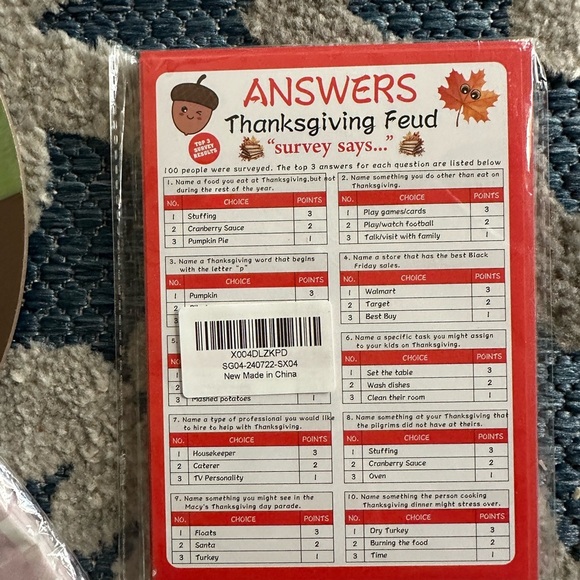 ANSWERS
Thanksgiving Feud
TOP 3
SURVEY
RESULTS
"survey says..."
100 people were surveyed. The top 3 answers for each question are listed below
1. Name a food you eat at Thanksgiving,but not
during the rest of the year.
NO. CHOICE POINTS
1 Stuffing 3
2 Cranberry Sauce 2
3 Pumpkin Pie 1
2. Name something you do other than eat on
Thanksgiving.
NO. CHOICE POINTS
1 Play games/cards 3
2 Play/watch football 2
3 Talk/visit with family 1
3. Name a Thanksgiving word that begins
with the letter "p"
NO. CHOICE POINTS
1 Pumpkin 3
2
4. Name a store that has the best Black
Friday sales.
NO. CHOICE POINTS
1 Walmart 3
2 Target 2
3 Best Buy 1
X004DLZKPD
SG04-240722-SX04
New Made in China
5.
3 Mashed potatoes 1
6. Name a specific task you might assign
to your kids on Thanksgiving.
NO. CHOICE POINTS
1 Set the table 3
2 Wash dishes 2
3 Clean their room 1
7. Name a type of professional you would like
to hire to help with Thanksgiving.
NO. CHOICE POINTS
1 Housekeeper 3
2 Caterer 2
3 TV Personality 1
8. Name something at your Thanksgiving that
the pilgrims did not have at theirs.
NO. CHOICE POINTS
1 Stuffing 3
2 Cranberry Sauce 2
3 Oven 1
9. Name something you might see in the
Macy's Thanksgiving day parade.
NO. CHOICE POINTS
1 Floats 3
2 Santa 2
3 Turkey 1
10. Name something the person cooking
Thanksgiving dinner might stress over.
NO. CHOICE POINTS
1 Dry Turkey 3
2 Burning the food 2
3 Time 1